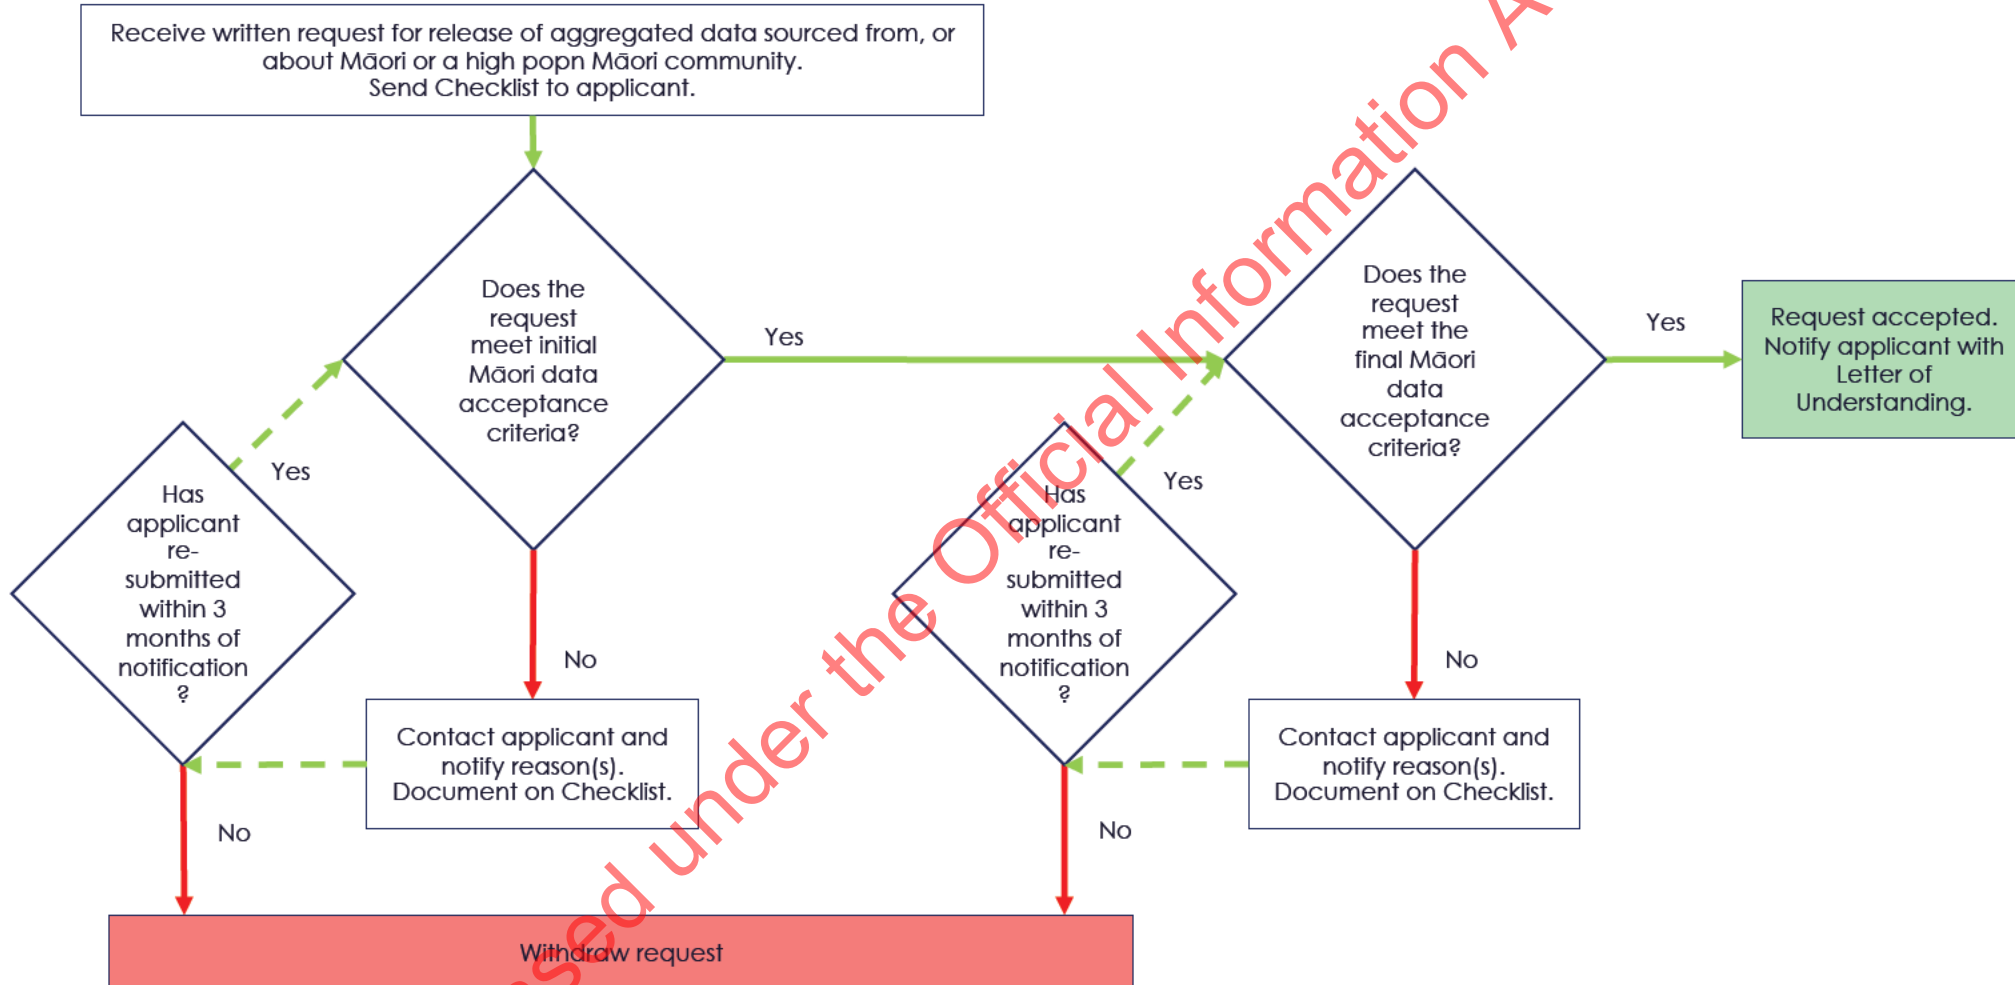 Receive written request for release of aggregated data sourced from, or
about Māori or a high popn Māori community.
Send Checklist to applicant.
Does the
request
meet initial
Māori data
acceptance
criteria?
Yes
Does the
request
meet the
final Māori
data
acceptance
criteria?
Yes
Request accepted.
Notify applicant with
Letter of
Understanding.
Has
applicant
re-
submitted
within 3
months of
notification
?
Yes
No
Contact applicant and
notify reason(s).
Document on Checklist.
No
Has
applicant
re-
submitted
within 3
months of
notification
?
Yes
No
Contact applicant and
notify reason(s).
Document on Checklist.
No
Withdraw request
sed under the Official Information A